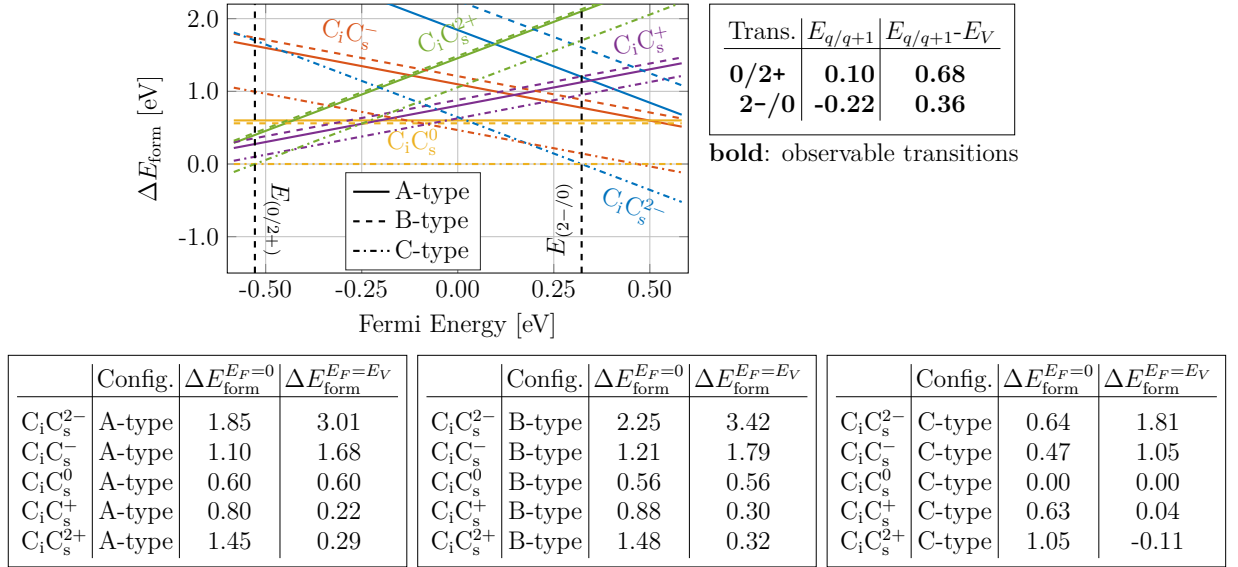 2.0
1.0
0.0
-1.0
ΔE_form [eV]
C_iC_s^-
C_iC_s^2+
C_iC_s^+
C_iC_s^0
C_iC_s^2-
E_(0/2+)
E_(2-/0)
A-type
B-type
C-type
-0.50 -0.25 0.00 0.25 0.50
Fermi Energy [eV]
Trans. E_q/q+1 E_q/q+1-E_V
0/2+ 0.10 0.68
2-/0 -0.22 0.36
bold: observable transitions
Config. ΔE_form^{E_F=0} ΔE_form^{E_F=E_V}
C_iC_s^2- A-type 1.85 3.01
C_iC_s^- A-type 1.10 1.68
C_iC_s^0 A-type 0.60 0.60
C_iC_s^+ A-type 0.80 0.22
C_iC_s^2+ A-type 1.45 0.29
Config. ΔE_form^{E_F=0} ΔE_form^{E_F=E_V}
C_iC_s^2- B-type 2.25 3.42
C_iC_s^- B-type 1.21 1.79
C_iC_s^0 B-type 0.56 0.56
C_iC_s^+ B-type 0.88 0.30
C_iC_s^2+ B-type 1.48 0.32
Config. ΔE_form^{E_F=0} ΔE_form^{E_F=E_V}
C_iC_s^2- C-type 0.64 1.81
C_iC_s^- C-type 0.47 1.05
C_iC_s^0 C-type 0.00 0.00
C_iC_s^+ C-type 0.63 0.04
C_iC_s^2+ C-type 1.05 -0.11